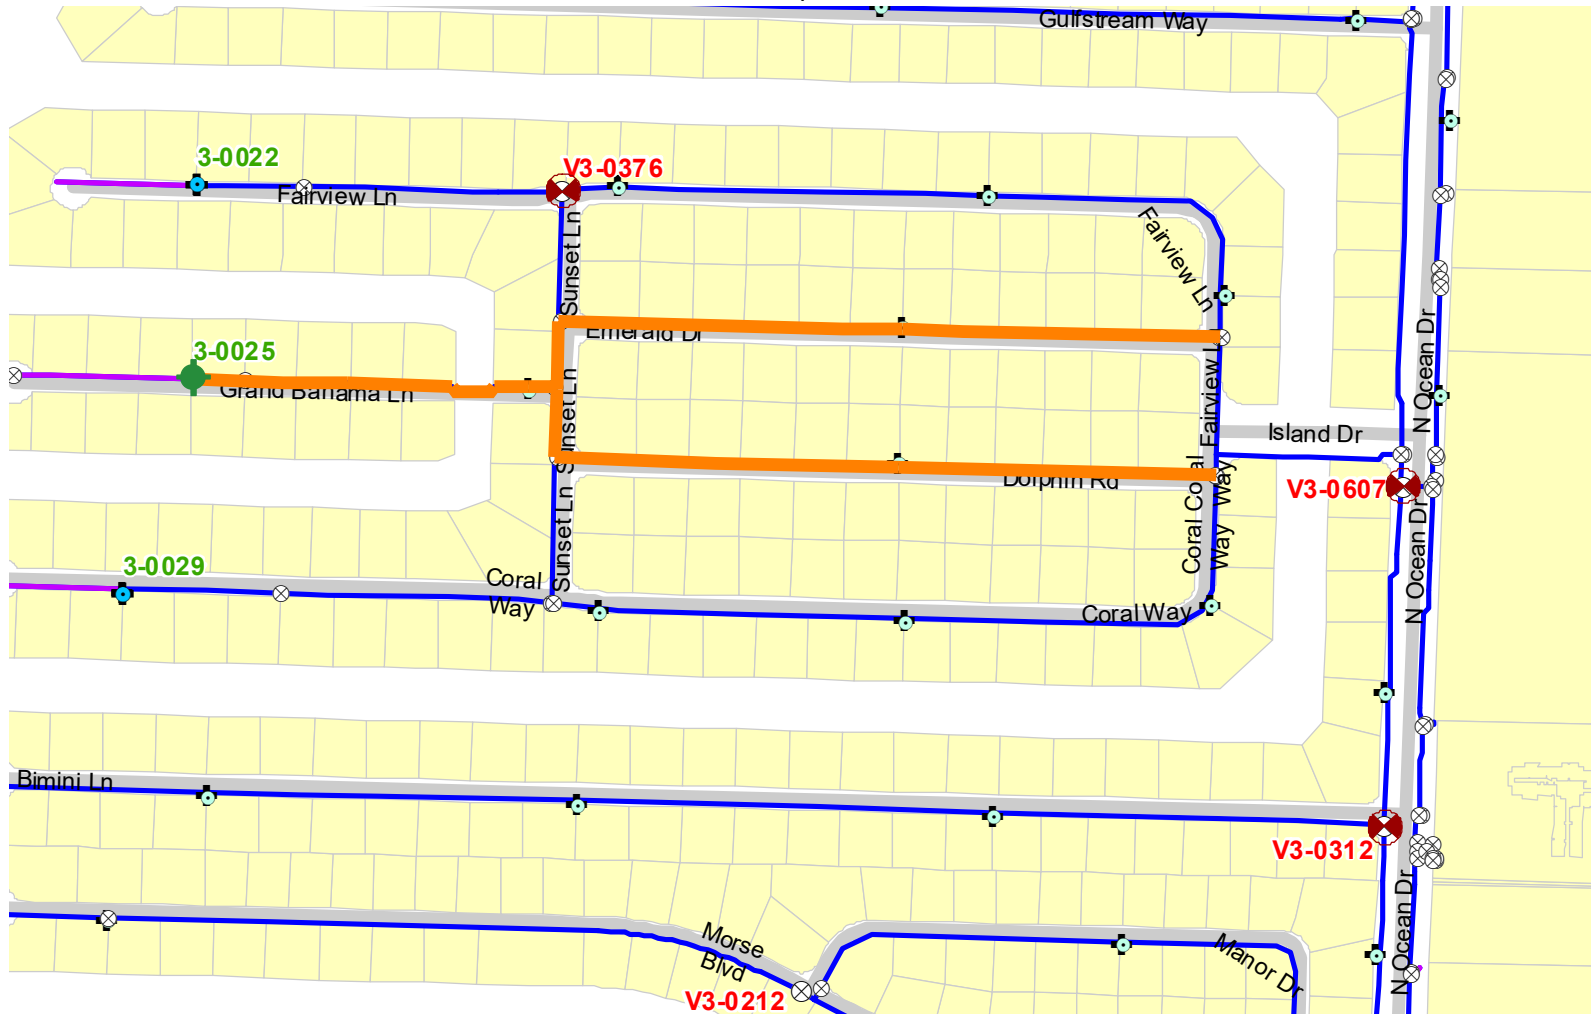 Gulfstream Way
3-0022
V3-0376
Fairview Ln
Sunset Ln
Fairview Ln
Emerald Dr
3-0025
Grand Bahama Ln
Sunset Ln
Fairview Ln
N Ocean Dr
Island Dr
Dolphin Rd
V3-0607
Sunset Ln
Coral Way
Coral Way
N Ocean Dr
3-0029
Coral
Way
Coral Way
Bimini Ln
V3-0312
Morse
Blvd
Manor Dr
N Ocean Dr
V3-0212